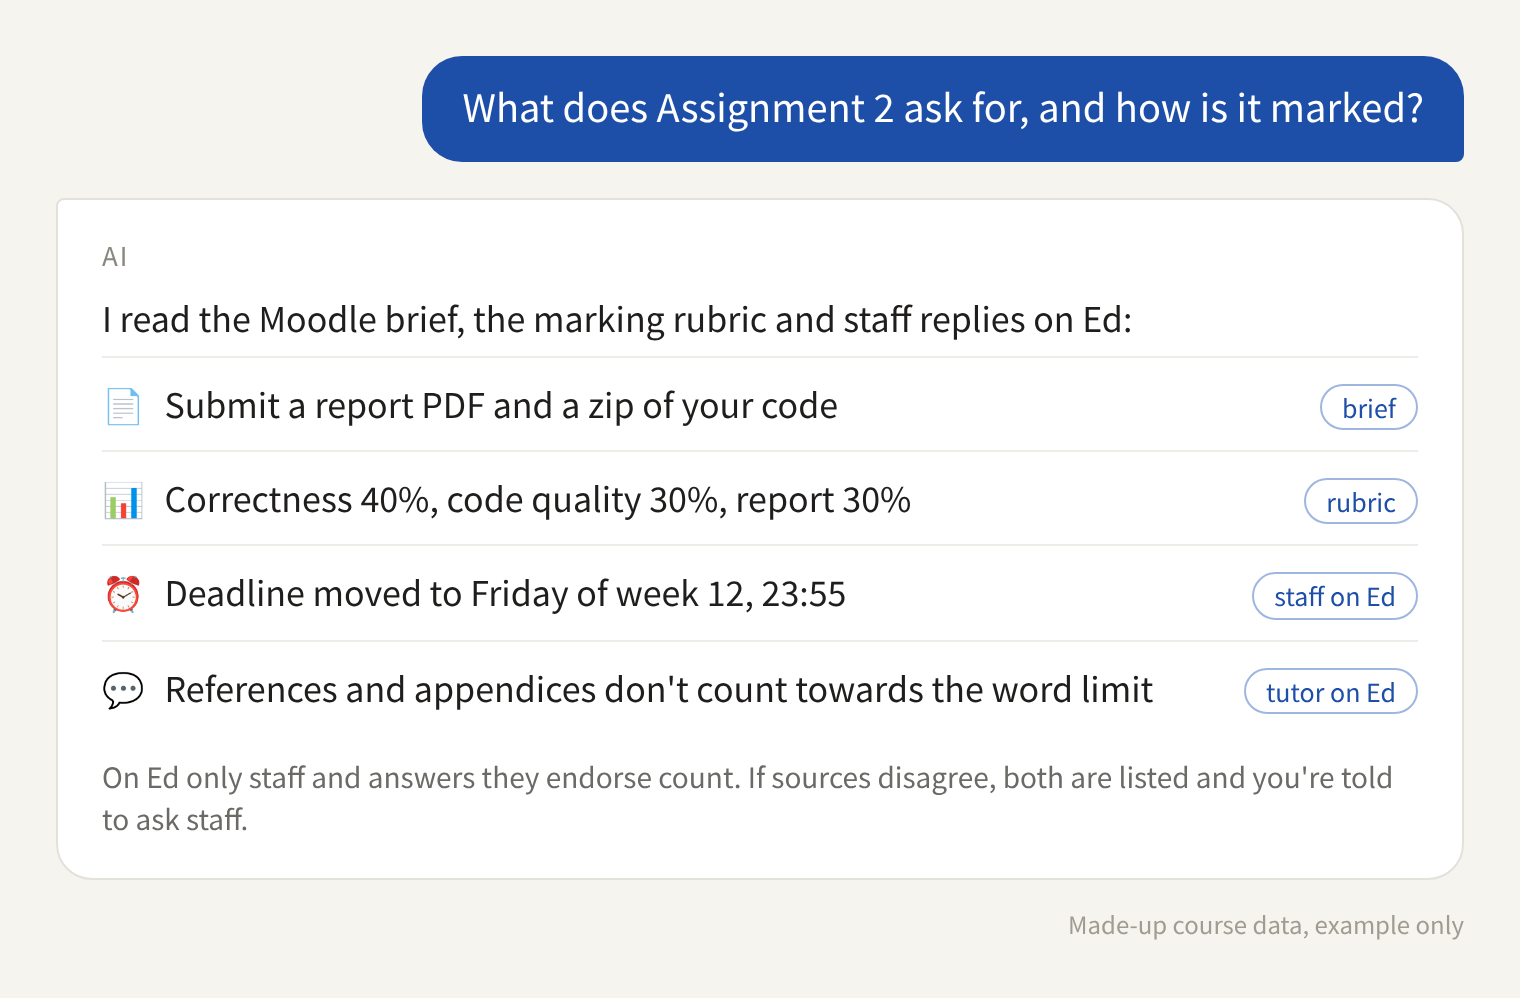 What does Assignment 2 ask for, and how is it marked?
AI
I read the Moodle brief, the marking rubric and staff replies on Ed:
Submit a report PDF and a zip of your code
brief
Correctness 40%, code quality 30%, report 30%
rubric
Deadline moved to Friday of week 12, 23:55
staff on Ed
References and appendices don't count towards the word limit
tutor on Ed
On Ed only staff and answers they endorse count. If sources disagree, both are listed and you're told
to ask staff.
Made-up course data, example only